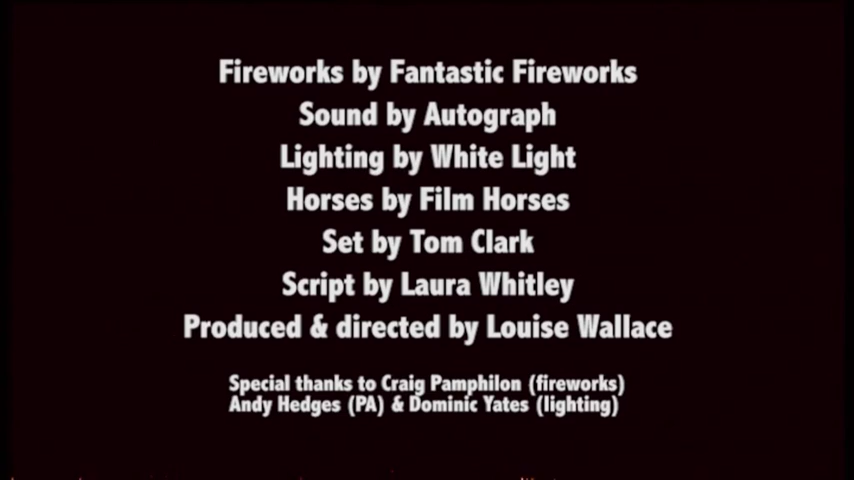 Fireworks by Fantastic Fireworks
Sound by Autograph
Lighting by White Light
Horses by Film Horses
Set by Tom Clark
Script by Laura Whitley
Produced & directed by Louise Wallace
Special thanks to Craig Pamphilon (fireworks)
Andy Hedges (PA) & Dominic Yates (lighting)